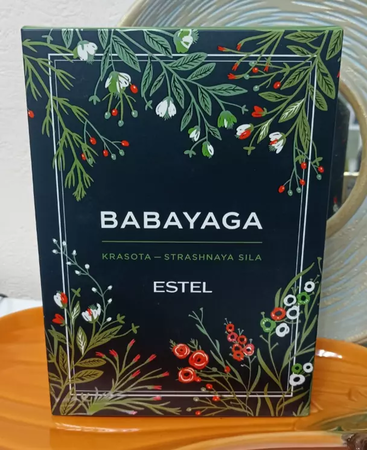 BABAYAGA
KRASOTA — STRASHNAYA SILA
ESTEL